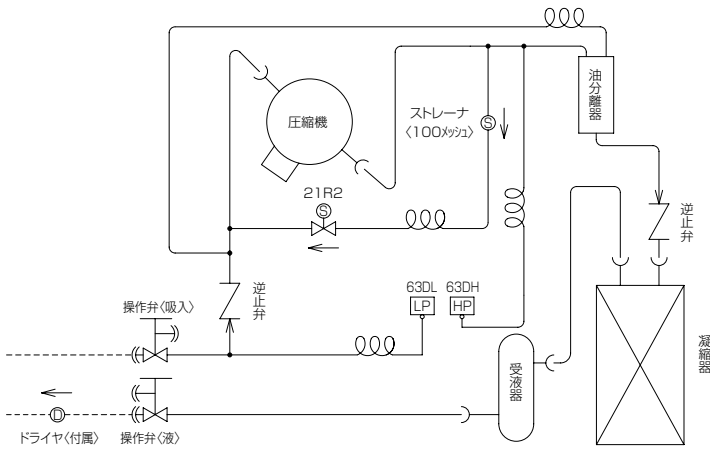 油分離器
圧縮機
ストレーナ
〈100メッシュ〉
S
21R2
S
逆止弁
操作弁〈吸入〉
逆止弁
63DL
63DH
LP
HP
凝縮器
受液器
D
ドライヤ〈付属〉
操作弁〈液〉